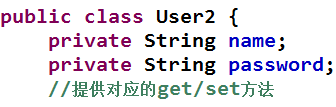 public class User2 {
private String name;
private String password;
//提供对应的get/set方法